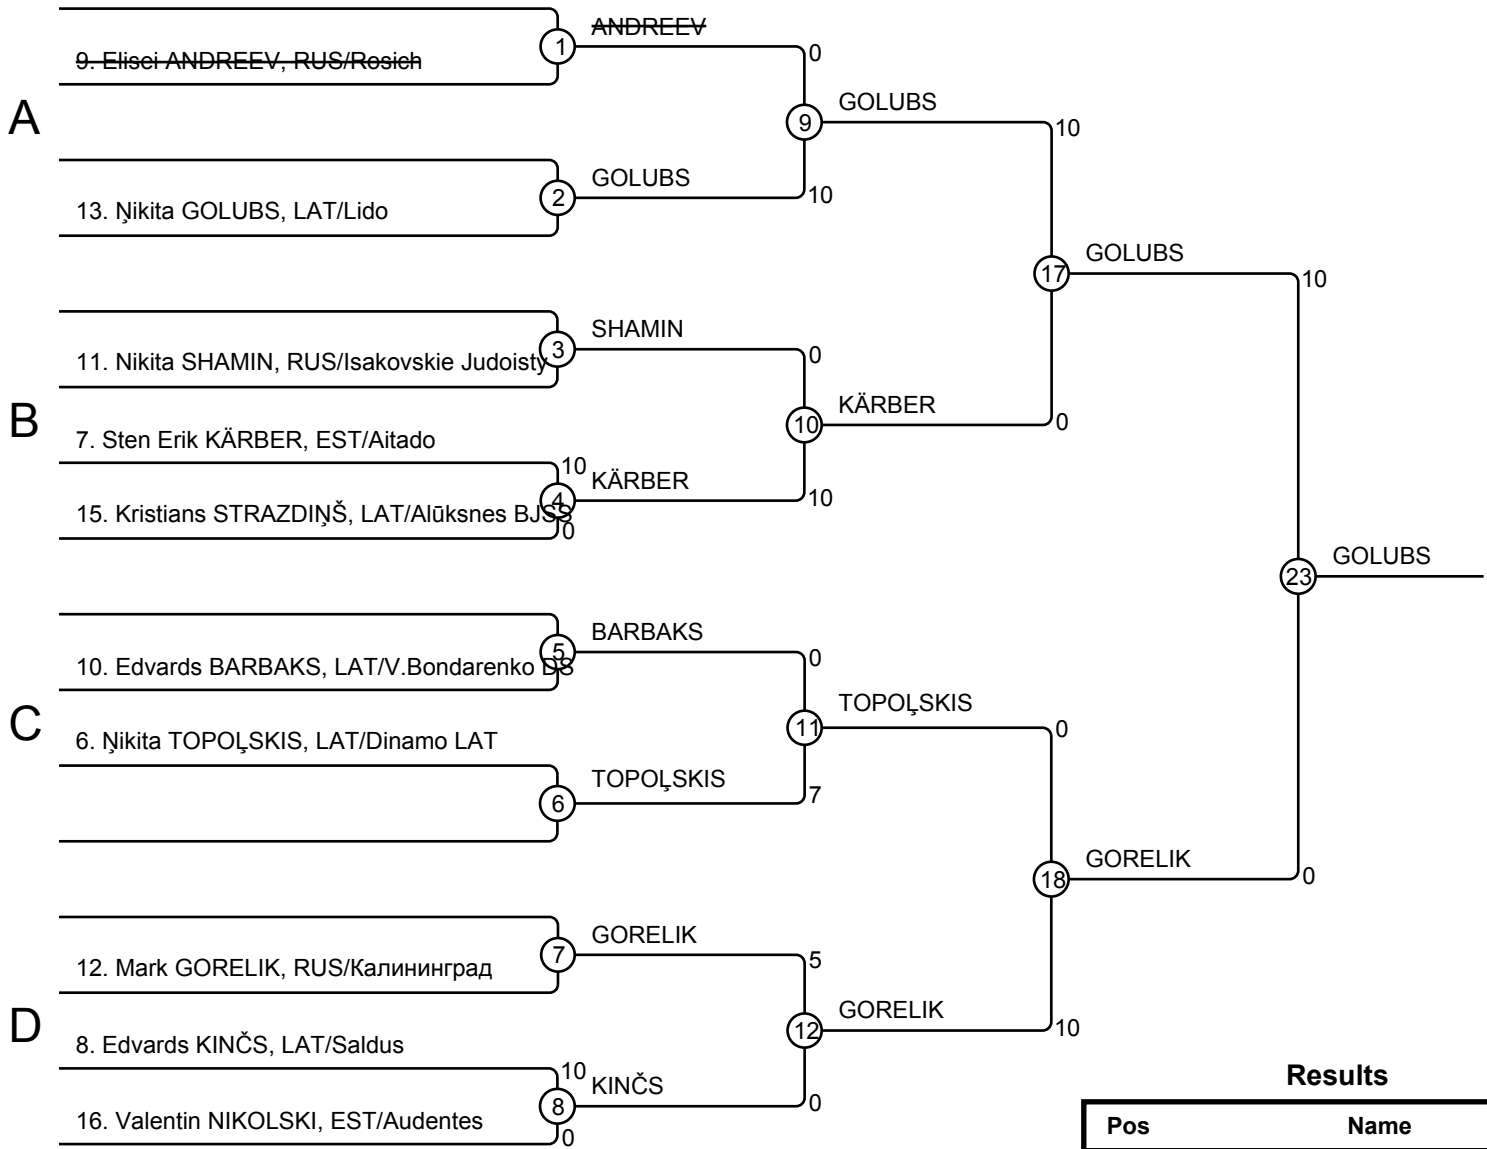 ANDREEV
1
0
9. Elisei ANDREEV, RUS/Rosich
A
GOLUBS
9
10
GOLUBS
2
10
13. Ņikita GOLUBS, LAT/Lido
GOLUBS
17
10
SHAMIN
3
0
11. Nikita SHAMIN, RUS/Isakovskie Judoisty
B
KÄRBER
10
0
7. Sten Erik KÄRBER, EST/Aitado
10
KÄRBER
4
10
15. Kristians STRAZDIŅŠ, LAT/Alūksnes BJSS
0
GOLUBS
23
BARBAKS
5
0
10. Edvards BARBAKS, LAT/V.Bondarenko DS
C
TOPOĻSKIS
11
0
6. Ņikita TOPOĻSKIS, LAT/Dinamo LAT
TOPOĻSKIS
6
7
GORELIK
18
0
GORELIK
7
5
12. Mark GORELIK, RUS/Калининград
D
GORELIK
12
10
8. Edvards KINČS, LAT/Saldus
10
KINČS
8
0
16. Valentin NIKOLSKI, EST/Audentes
0
Results
Pos Name